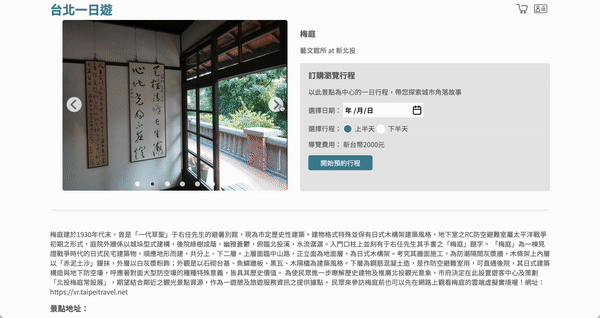 台北一日遊
梅庭
藝文館所 at 新北投
訂購瀏覽行程
以此景點為中心的一日行程，帶您探索城市角落故事
選擇日期： 年 /月/日
選擇行程： 上半天 下半天
導覽費用： 新台幣2000元
開始預約行程
梅庭建於1930年代末，曾是「一代草聖」于右任先生的避暑別館，現為市定歷史性建築。建物格式特殊並保有日式木構架建築風格，地下室之RC防空避難室屬太平洋戰爭
初期之形式，庭院外牆係以城垛型式建構，後院綠樹成蔭，幽雅蒼鬱，俯臨北投溪，水流潺潺。入門口柱上並刻有于右任先生其手書之「梅庭」題字。 「梅庭」為一棟見
證戰爭時代的日式民宅建築物，順應地形而建，共分上、下二層。上層面臨中山路，正立面為地面層，為日式木構架。考究其牆面施工，為防潮隔間灰牆，木條架上內層
以「赤泥土沙」鏝抹，外層以白灰漿粉飾；外觀是以石砌台基、魚鱗牆板、黑瓦、木陽檻為建築風格。下層為鋼筋混凝土造，是作防空避難室用，可直通後院，其日式建築
構造與地下防空壕，呼應著對面大型防空壕的種種特殊意義，皆具其歷史價值。 為使民眾進一步瞭解歷史建物及推廣北投觀光意象，市府決定在此設置遊客中心及策劃
「北投梅庭常設展」，期望結合鄰近之觀光景點資源，作為一遊憩及旅遊服務資訊之提供據點。 民眾來參訪梅庭前也可以先在網路上觀看梅庭的雲端虛擬實境喔！網址：
https://vr.taipeitravel.net
景點地址：